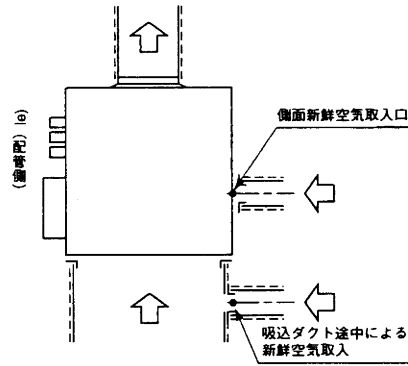 側面新鮮空気取入口
(配管側)
吸込ダクト途中による
新鮮空気取入